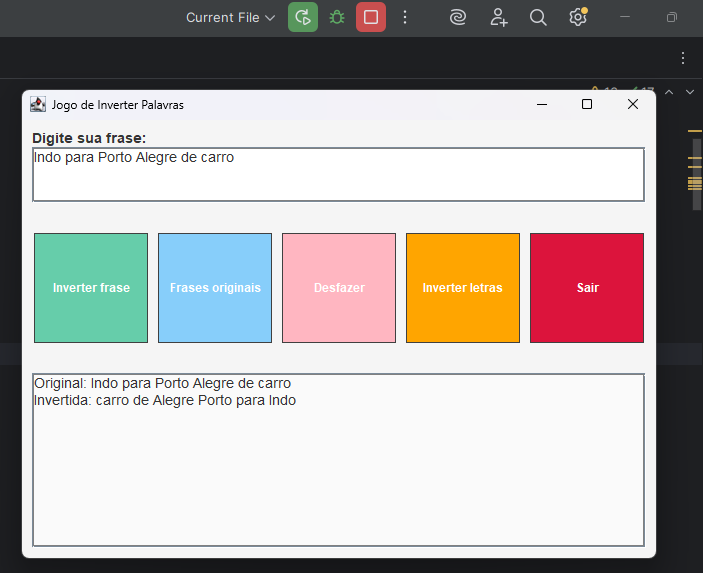 Current File
Jogo de Inverter Palavras
Digite sua frase:
Indo para Porto Alegre de carro
Inverter frase
Frases originais
Desfazer
Inverter letras
Sair
Original: Indo para Porto Alegre de carro
Invertida: carro de Alegre Porto para Indo